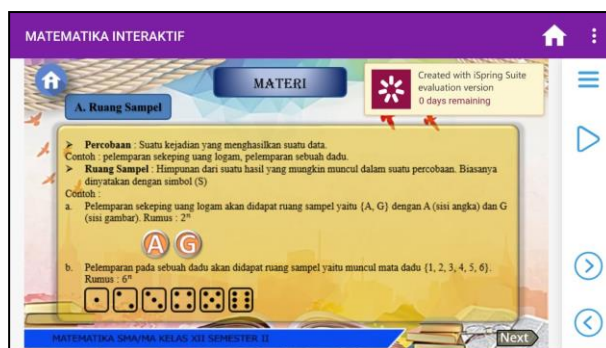 MATEMATIKA INTERAKTIF
MATERI
Created with iSpring Suite
evaluation version
0 days remaining
A. Ruang Sampel
➤ Percobaan : Suatu kejadian yang menghasilkan suatu data.
Contoh : pelemparan sekeping uang logam, pelemparan sebuah dadu.
➤ Ruang Sampel : Himpunan dari suatu hasil yang mungkin muncul dalam suatu percobaan. Biasanya
dinyatakan dengan simbol (S)
Contoh :
a. Pelemparan sekeping uang logam akan didapat ruang sampel yaitu {A, G} dengan A (sisi angka) dan G
(sisi gambar). Rumus : 2ⁿ
A G
b. Pelemparan pada sebuah dadu akan didapat ruang sampel yaitu muncul mata dadu {1, 2, 3, 4, 5, 6}.
Rumus : 6ⁿ
MATEMATIKA SMA/MA KELAS XII SEMESTER II
Next